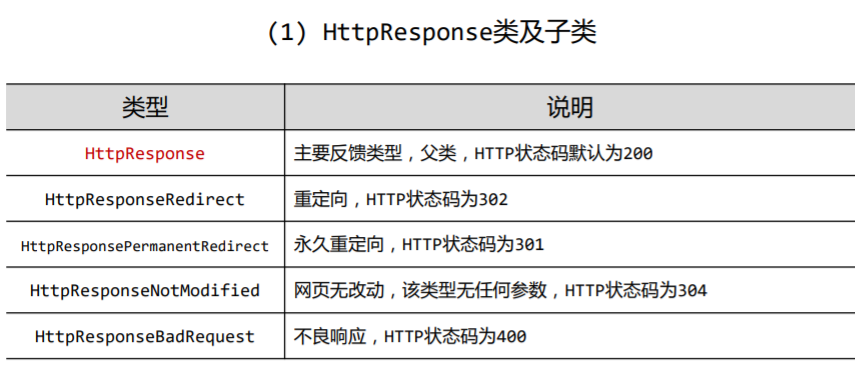 (1) HttpResponse类及子类
类型 说明
HttpResponse 主要反馈类型，父类，HTTP状态码默认为200
HttpResponseRedirect 重定向，HTTP状态码为302
HttpResponsePermanentRedirect 永久重定向，HTTP状态码为301
HttpResponseNotModified 网页无改动，该类型无任何参数，HTTP状态码为304
HttpResponseBadRequest 不良响应，HTTP状态码为400